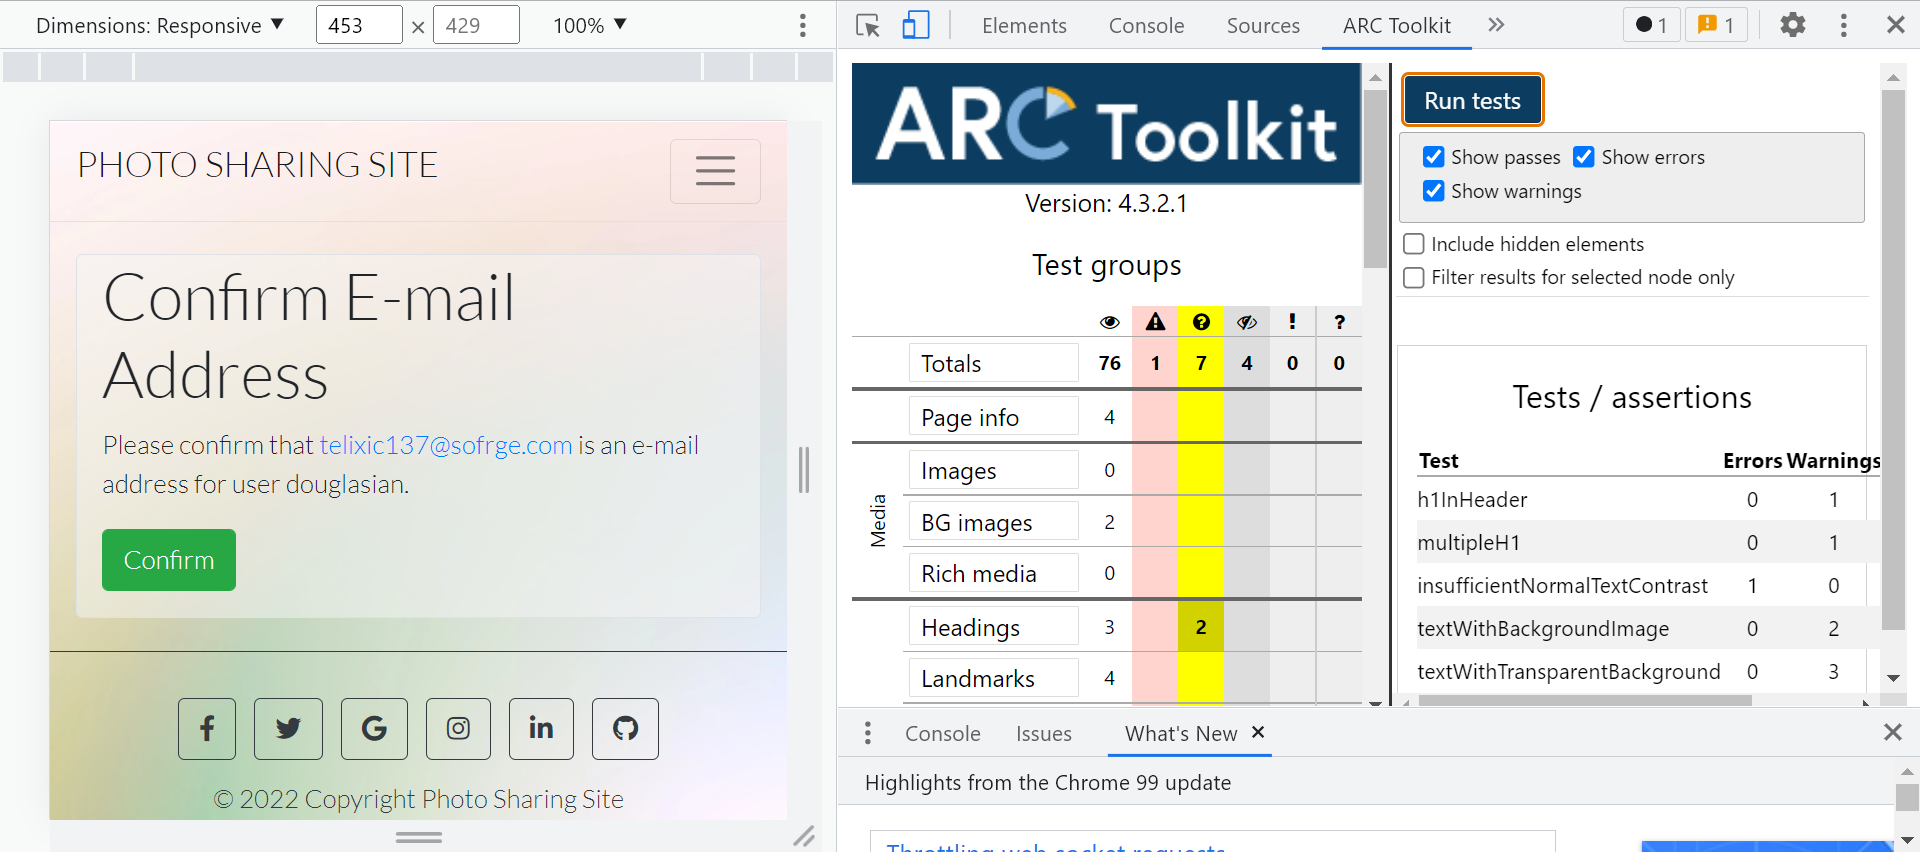 Dimensions: Responsive ▼ 453 × 429 100% ▼
PHOTO SHARING SITE
Confirm E-mail
Address
Please confirm that telixic137@sofrge.com is an e-mail
address for user douglasian.
Confirm
© 2022 Copyright Photo Sharing Site
Elements Console Sources ARC Toolkit » 1 1
ARC Toolkit
Version: 4.3.2.1
Test groups
Totals 76 1 7 4 0 0
Page info 4
Media
Images 0
BG images 2
Rich media 0
Headings 3 2
Landmarks 4
Run tests
Show passes Show errors
Show warnings
Include hidden elements
Filter results for selected node only
Tests / assertions
Test Errors Warnings
h1InHeader 0 1
multipleH1 0 1
insufficientNormalTextContrast 1 0
textWithBackgroundImage 0 2
textWithTransparentBackground 0 3
Console Issues What's New ×
Highlights from the Chrome 99 update
Throttling web socket requests